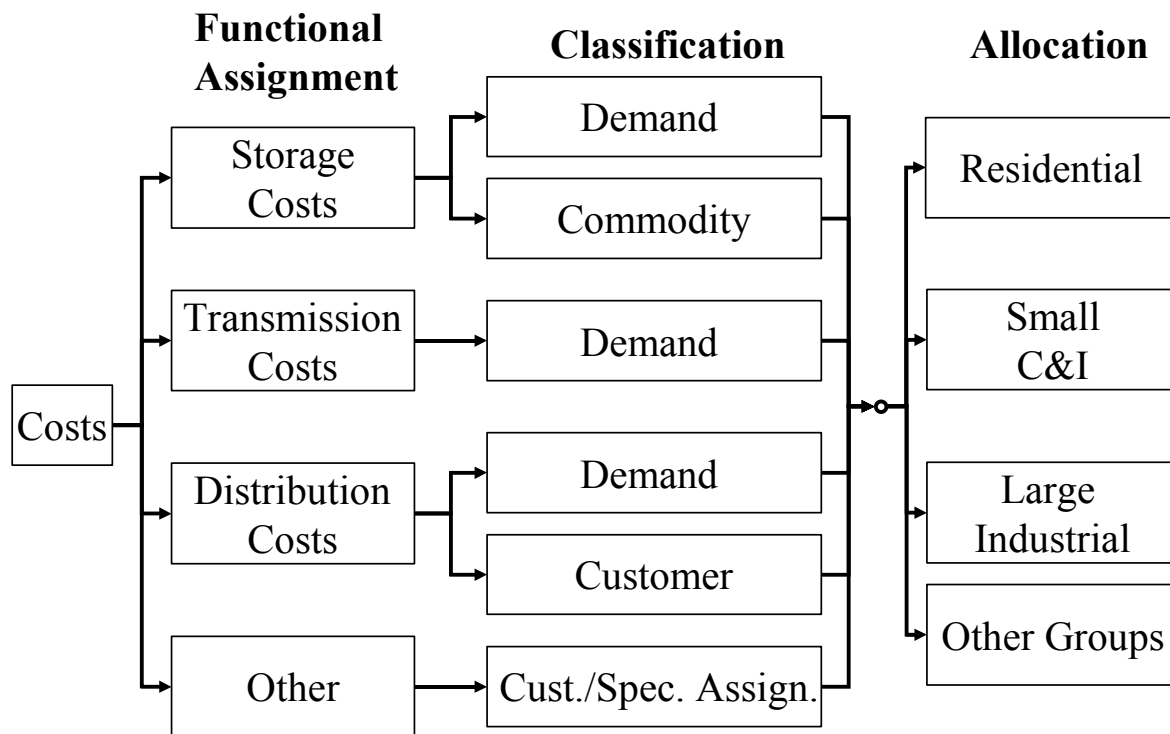 Functional
Assignment
Classification
Allocation
Costs
Storage
Costs
Transmission
Costs
Distribution
Costs
Other
Demand
Commodity
Demand
Demand
Customer
Cust./Spec. Assign.
Residential
Small
C&I
Large
Industrial
Other Groups